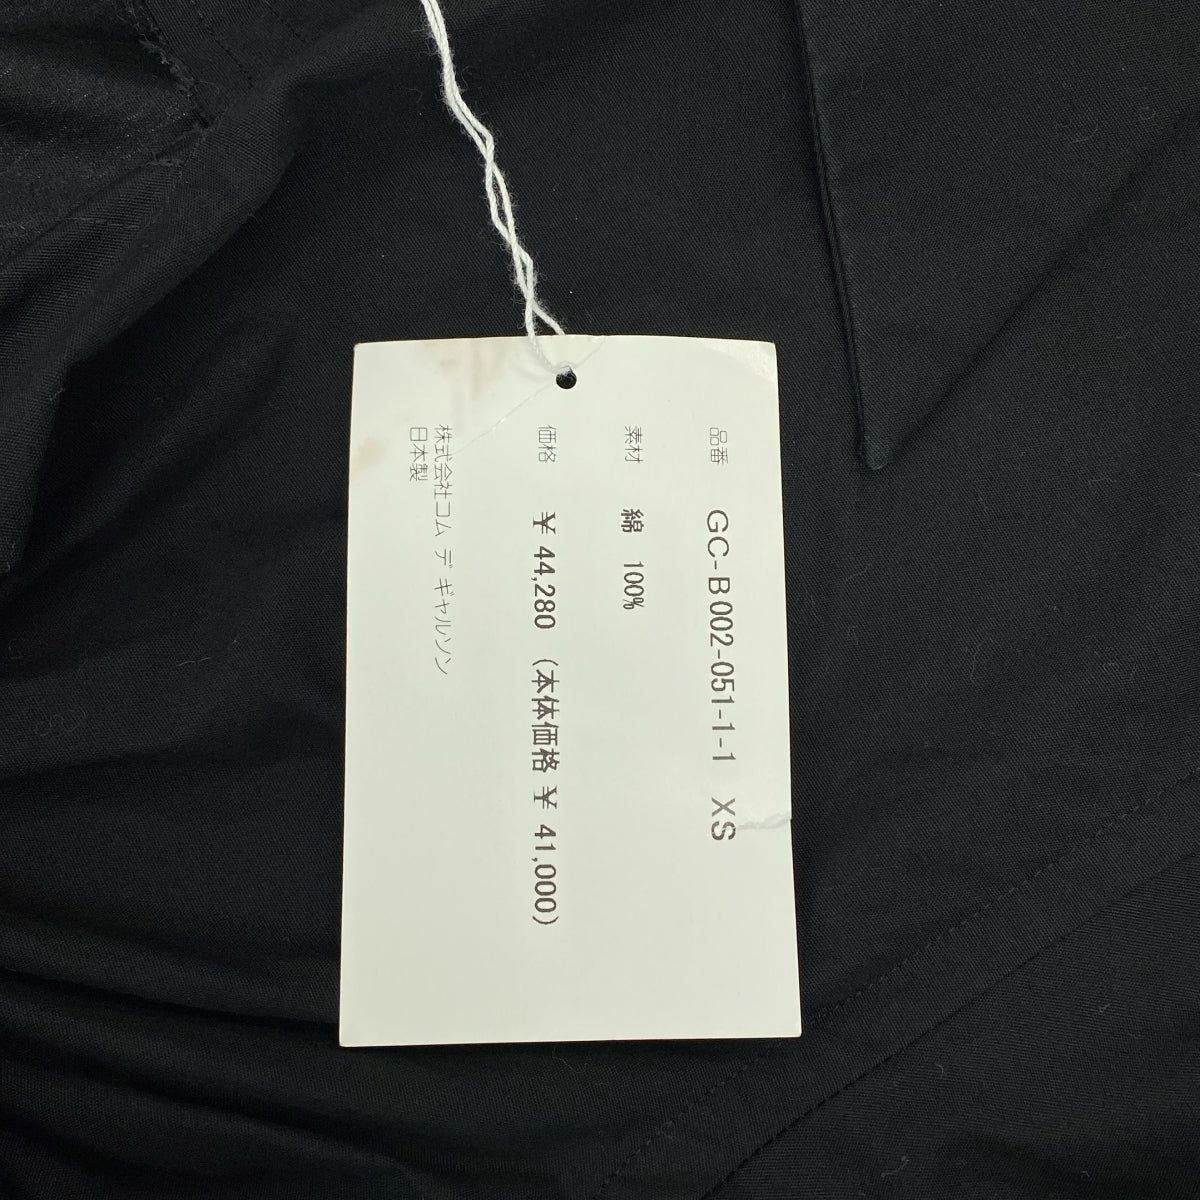 品番 GC-B002-051-1-1 XS
素材 綿 100%
価格 ¥ 44,280 (本体価格 ¥ 41,000)
株式会社コム デ ギャルソン
日本製